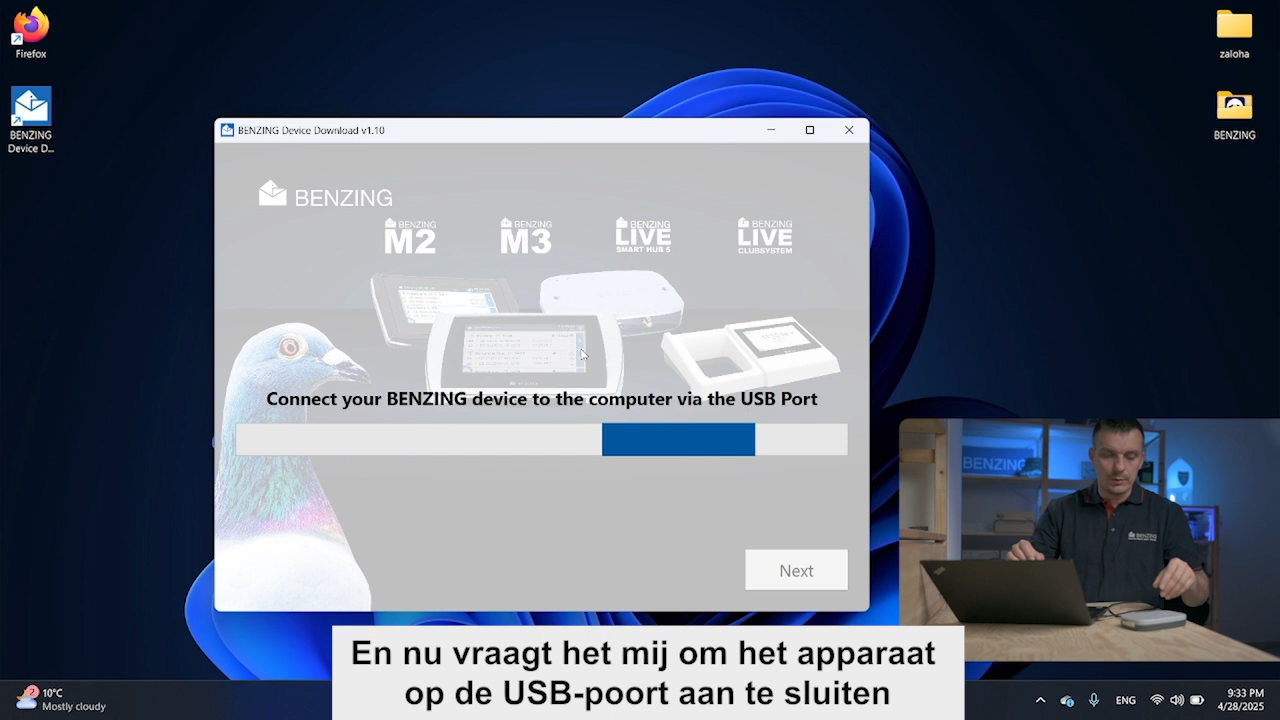 Firefox
BENZING
Device D...
zaloha
BENZING
BENZING Device Download v1.10
BENZING
BENZING
M2
BENZING
M3
BENZING
LIVE
SMART HUB 5
BENZING
LIVE
CLUBSYSTEM
Connect your BENZING device to the computer via the USB Port
Next
BENZING
BENZING
En nu vraagt het mij om het apparaat
op de USB-poort aan te sluiten
2
10°C
Mostly cloudy
ENG
9:33 PM
4/28/2025